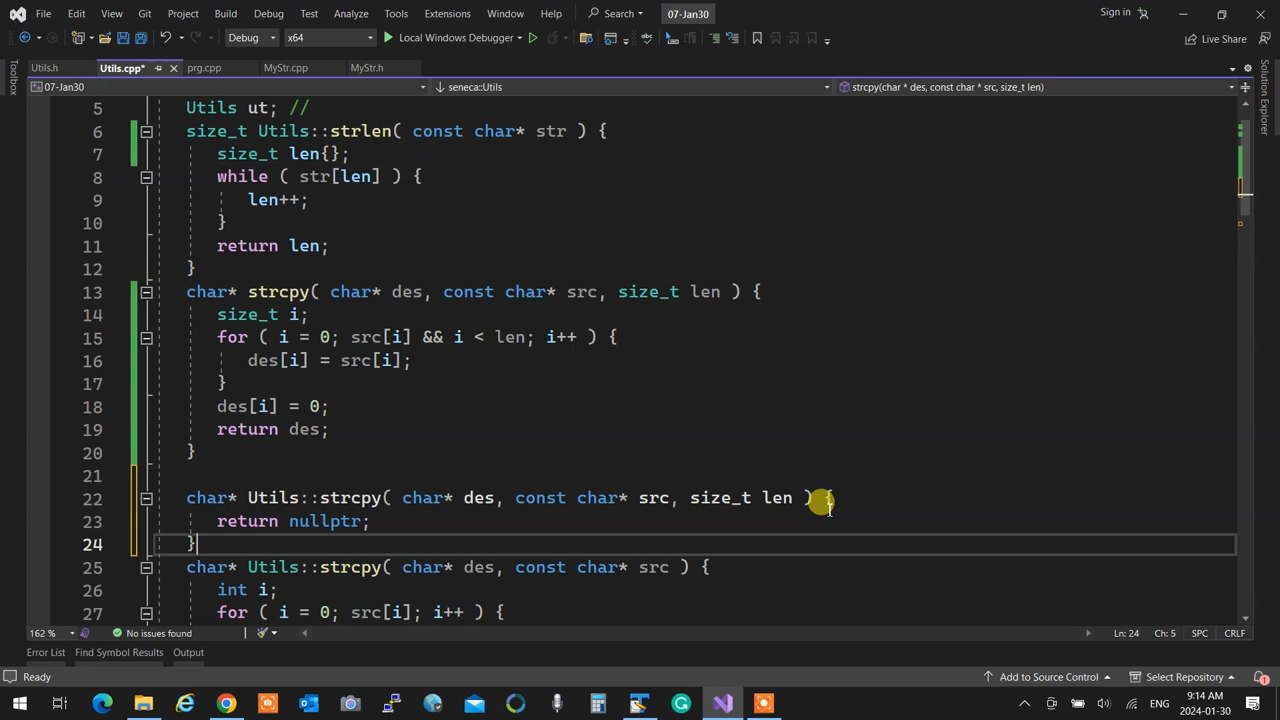 File Edit View Git Project Build Debug Test Analyze Tools Extensions Window Help Search 07-Jan30 Sign in
Debug x64 Local Windows Debugger Live Share
Utils.h Utils.cpp* prg.cpp MyStr.cpp MyStr.h
07-Jan30 seneca::Utils strcpy(char * des, const char * src, size_t len)
Toolbox
Solution Explorer
5 Utils ut; //
6 size_t Utils::strlen( const char* str ) {
7 size_t len{};
8 while ( str[len] ) {
9 len++;
10 }
11 return len;
12 }
13 char* strcpy( char* des, const char* src, size_t len ) {
14 size_t i;
15 for ( i = 0; src[i] && i < len; i++ ) {
16 des[i] = src[i];
17 }
18 des[i] = 0;
19 return des;
20 }
21
22 char* Utils::strcpy( char* des, const char* src, size_t len ) {
23 return nullptr;
24 }
25 char* Utils::strcpy( char* des, const char* src ) {
26 int i;
27 for ( i = 0; src[i]; i++ ) {
162 % No issues found Ln: 24 Ch: 5 SPC CRLF
Error List Find Symbol Results Output
Ready Add to Source Control Select Repository 1
ENG 9:14 AM
2024-01-30